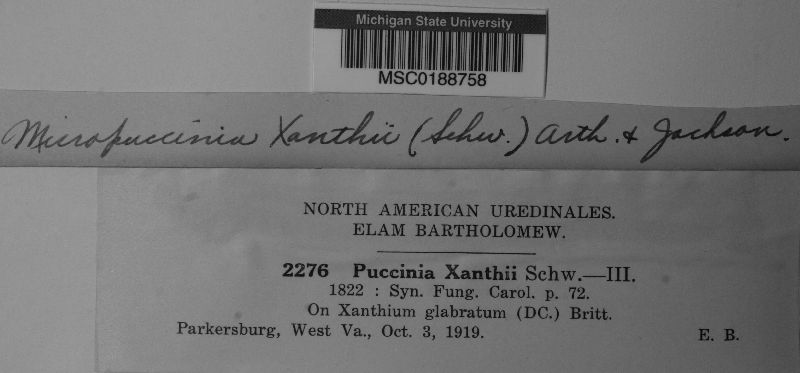 Michigan State University
MSC0188758
Micropuccinia Xanthii (Schw.) Arth. & Jackson.
NORTH AMERICAN UREDINALES.
ELAM BARTHOLOMEW.
2276 Puccinia Xanthii Schw.—III.
1822 : Syn. Fung. Carol. p. 72.
On Xanthium glabratum (DC.) Britt.
Parkersburg, West Va., Oct. 3, 1919. E. B.